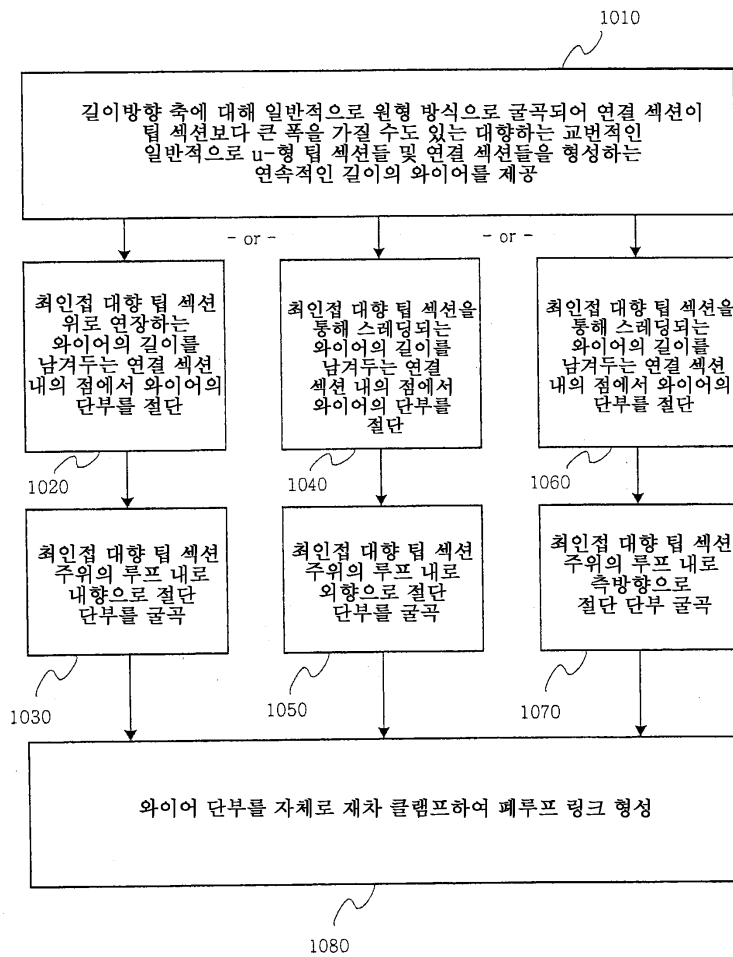 1010
길이방향 축에 대해 일반적으로 원형 방식으로 굴곡되어 연결 섹션이
팁 섹션보다 큰 폭을 가질 수도 있는 대향하는 교번적인
일반적으로 u-형 팁 섹션들 및 연결 섹션들을 형성하는
연속적인 길이의 와이어를 제공
- or -
- or -
최인접 대향 팁 섹션
위로 연장하는
와이어의 길이를
남겨두는 연결 섹션
내의 점에서 와이어의
단부를 절단
최인접 대향 팁 섹션을
통해 스레딩되는
와이어의 길이를
남겨두는 연결
섹션 내의 점에서
와이어의 단부를
절단
최인접 대향 팁 섹션을
통해 스레딩되는
와이어의 길이를
남겨두는 연결 섹션
내의 점에서 와이어의
단부를 절단
1020
1040
1060
최인접 대향 팁 섹션
주위의 루프 내로
내향으로 절단
단부를 굴곡
최인접 대향 팁 섹션
주위의 루프 내로
외향으로 절단
단부를 굴곡
최인접 대향 팁 섹션
주위의 루프 내로
측방향으로
절단 단부 굴곡
1030
1050
1070
와이어 단부를 자체로 재차 클램프하여 폐루프 링크 형성
1080